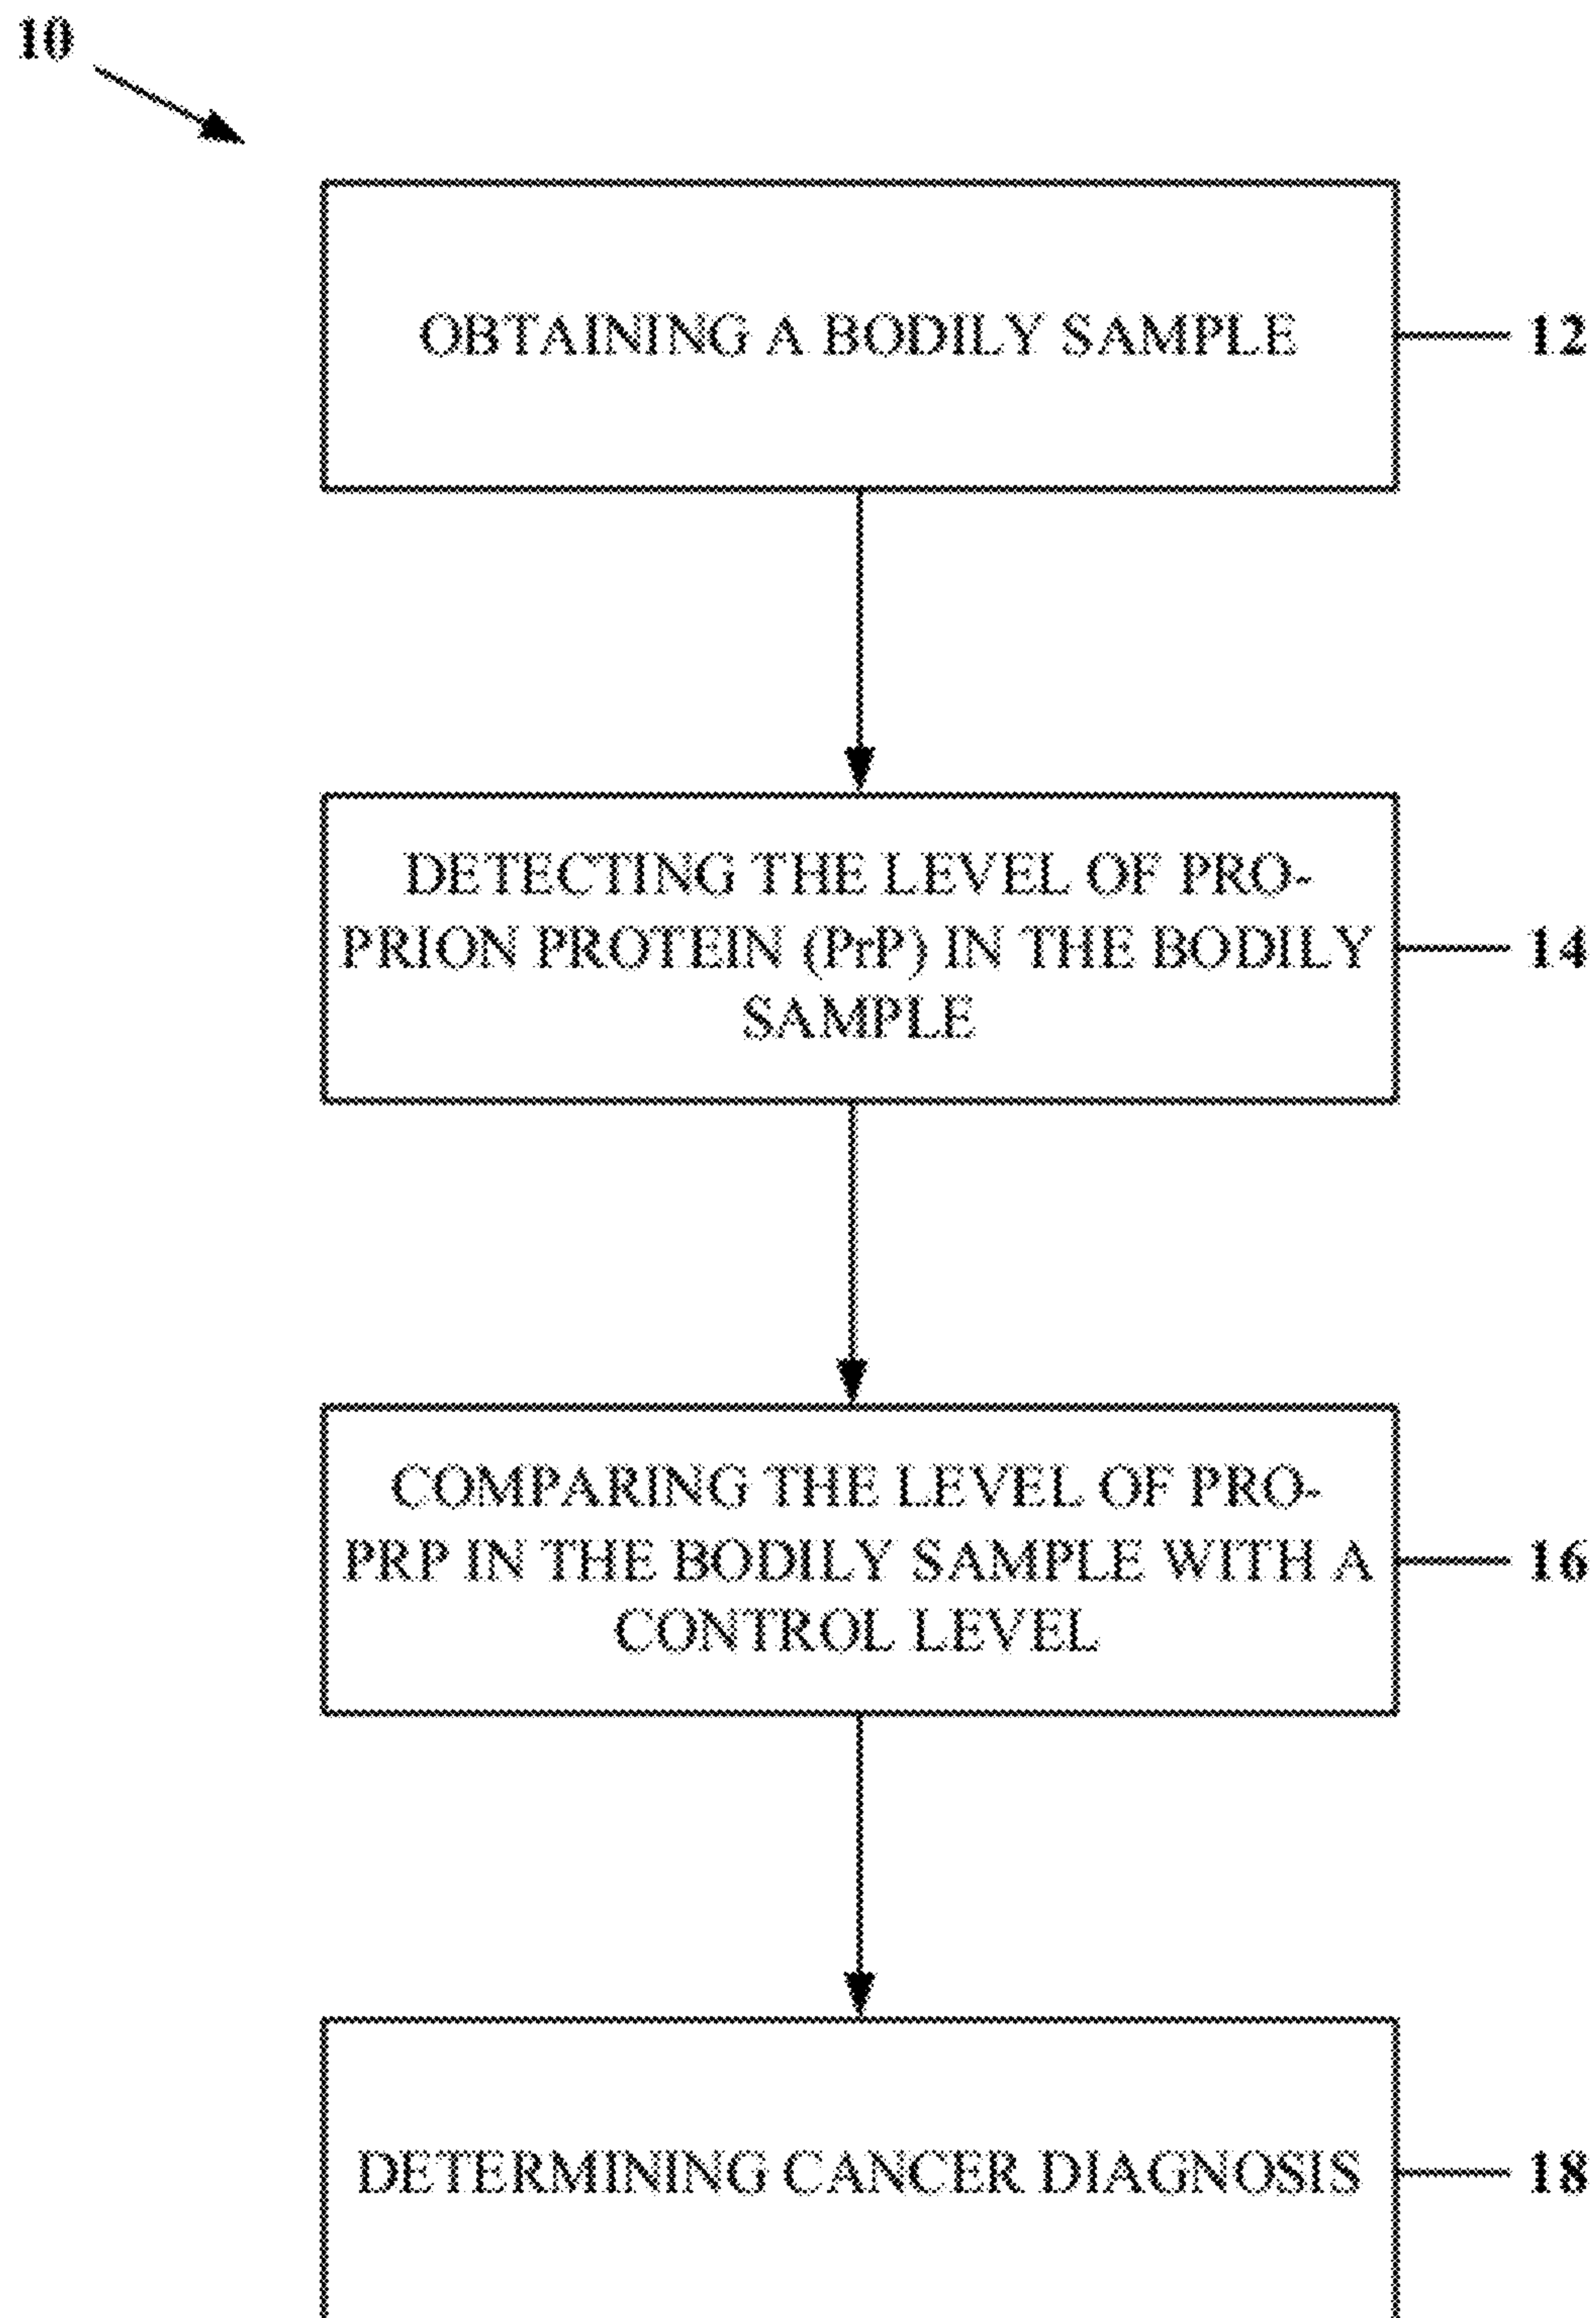 10
OBTAINING A BODILY SAMPLE
12
DETECTING THE LEVEL OF PRO-
PRION PROTEIN (PrP) IN THE BODILY
SAMPLE
14
COMPARING THE LEVEL OF PRO-
PRP IN THE BODILY SAMPLE WITH A
CONTROL LEVEL
16
DETERMINING CANCER DIAGNOSIS
18